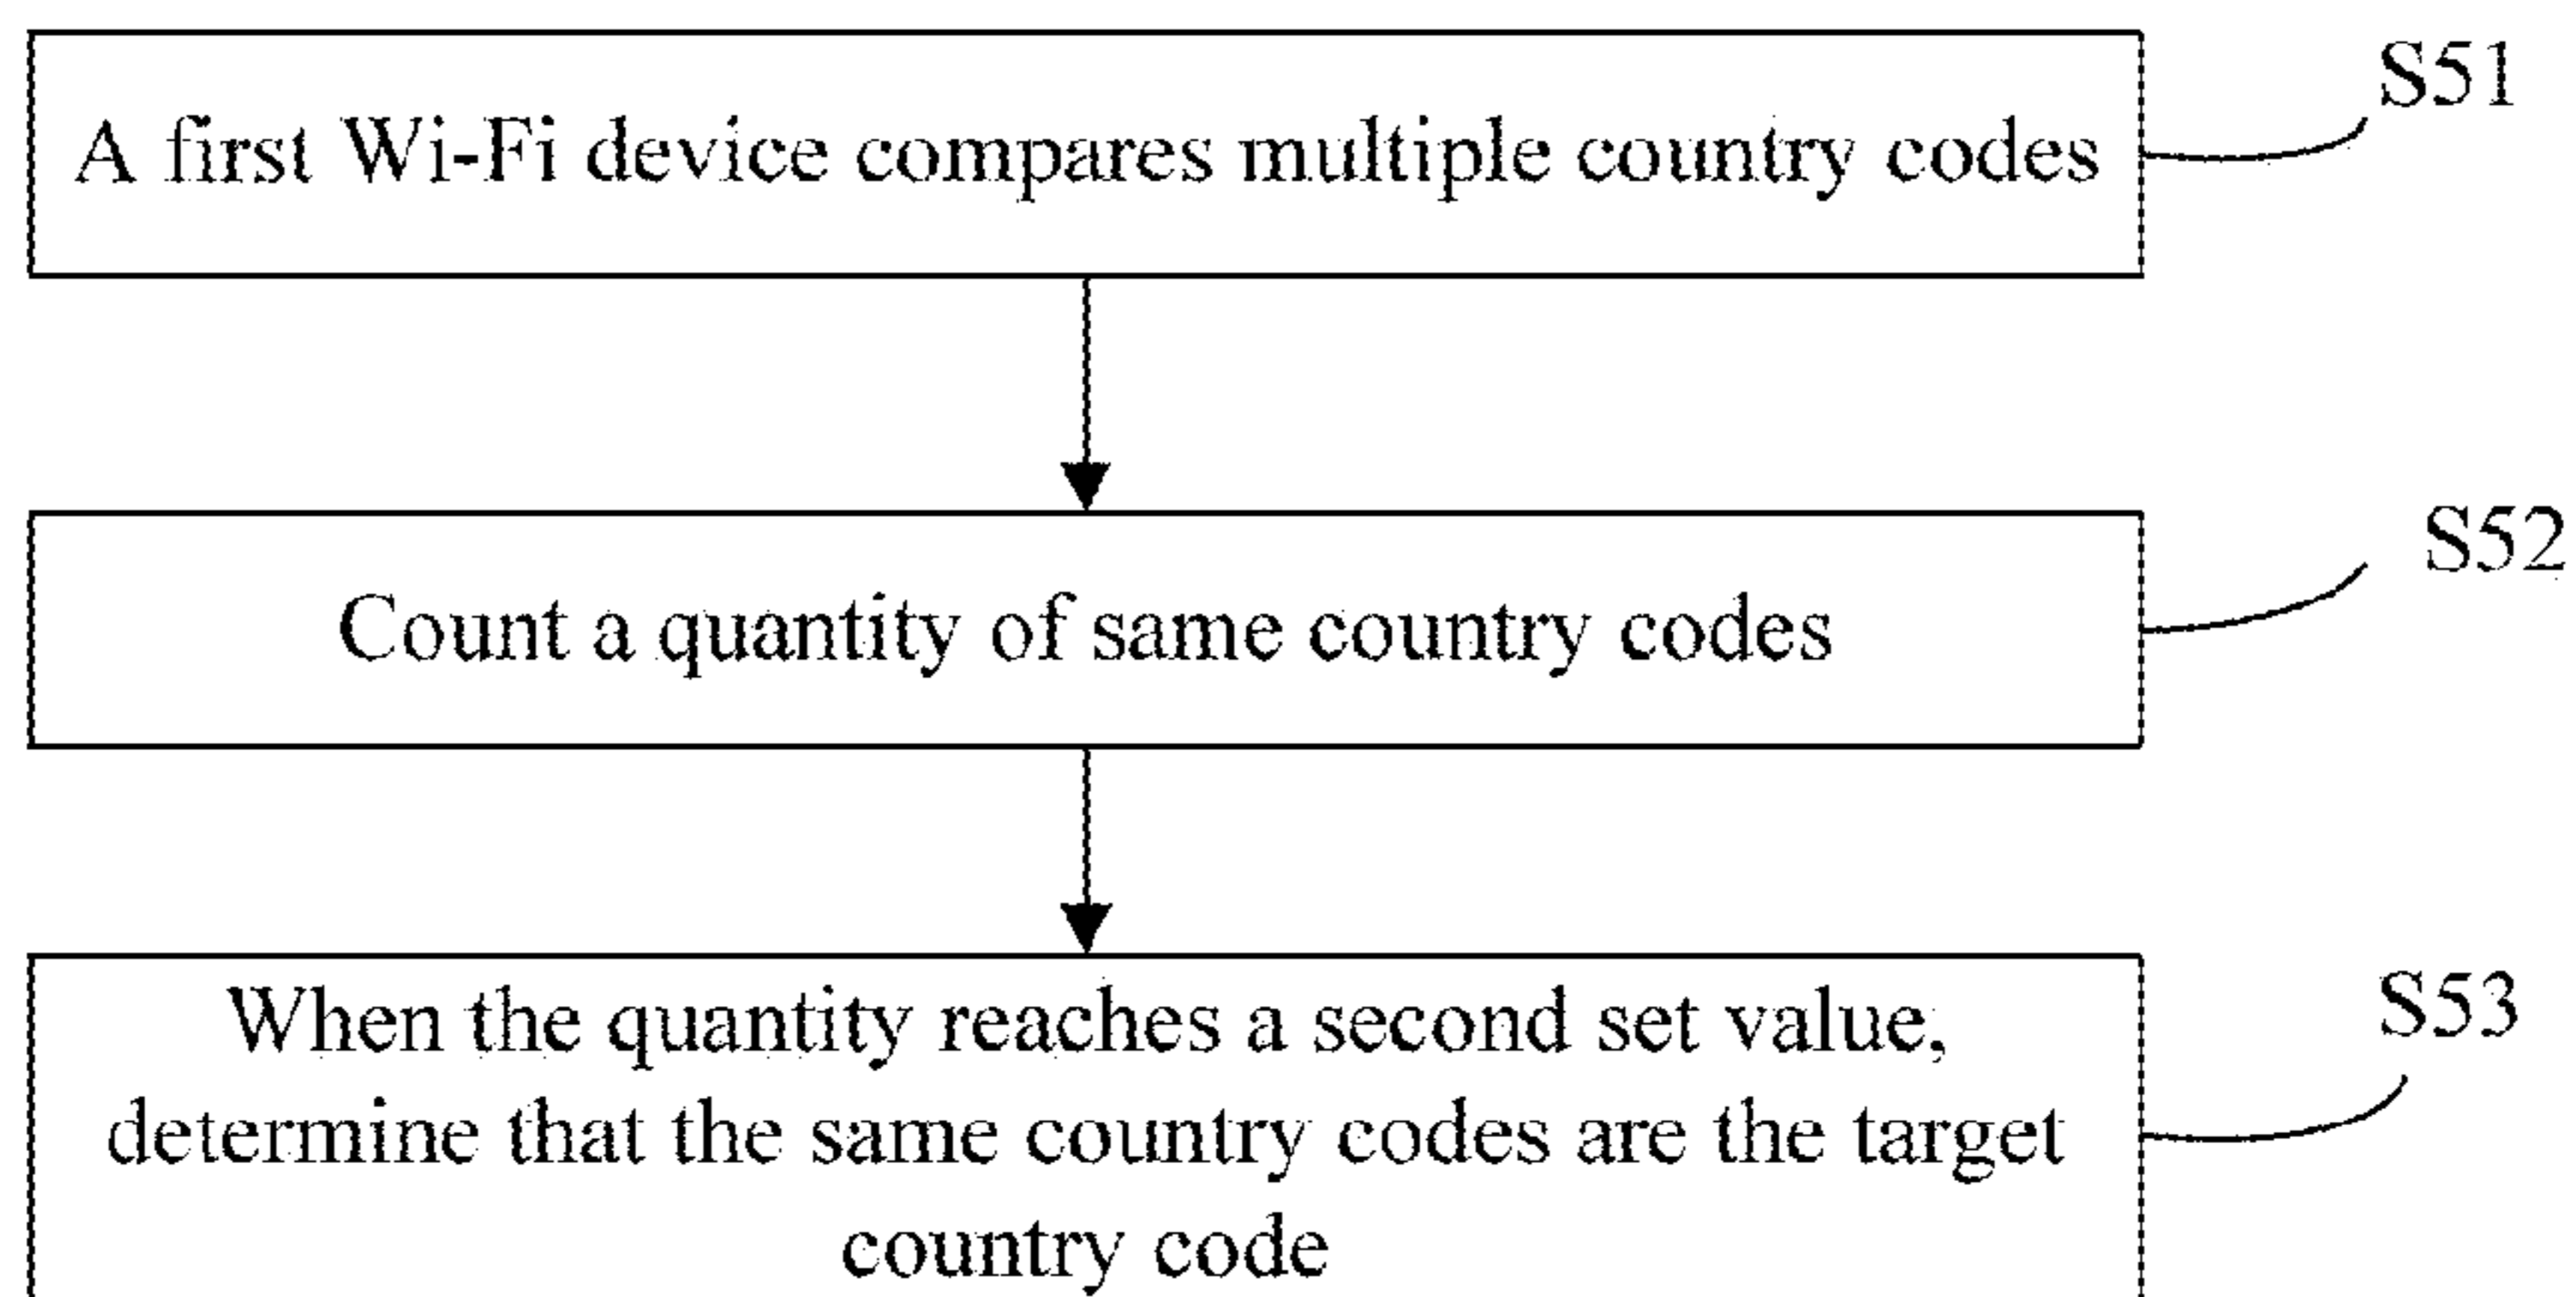 S51
A first Wi-Fi device compares multiple country codes
S52
Count a quantity of same country codes
S53
When the quantity reaches a second set value,
determine that the same country codes are the target
country code